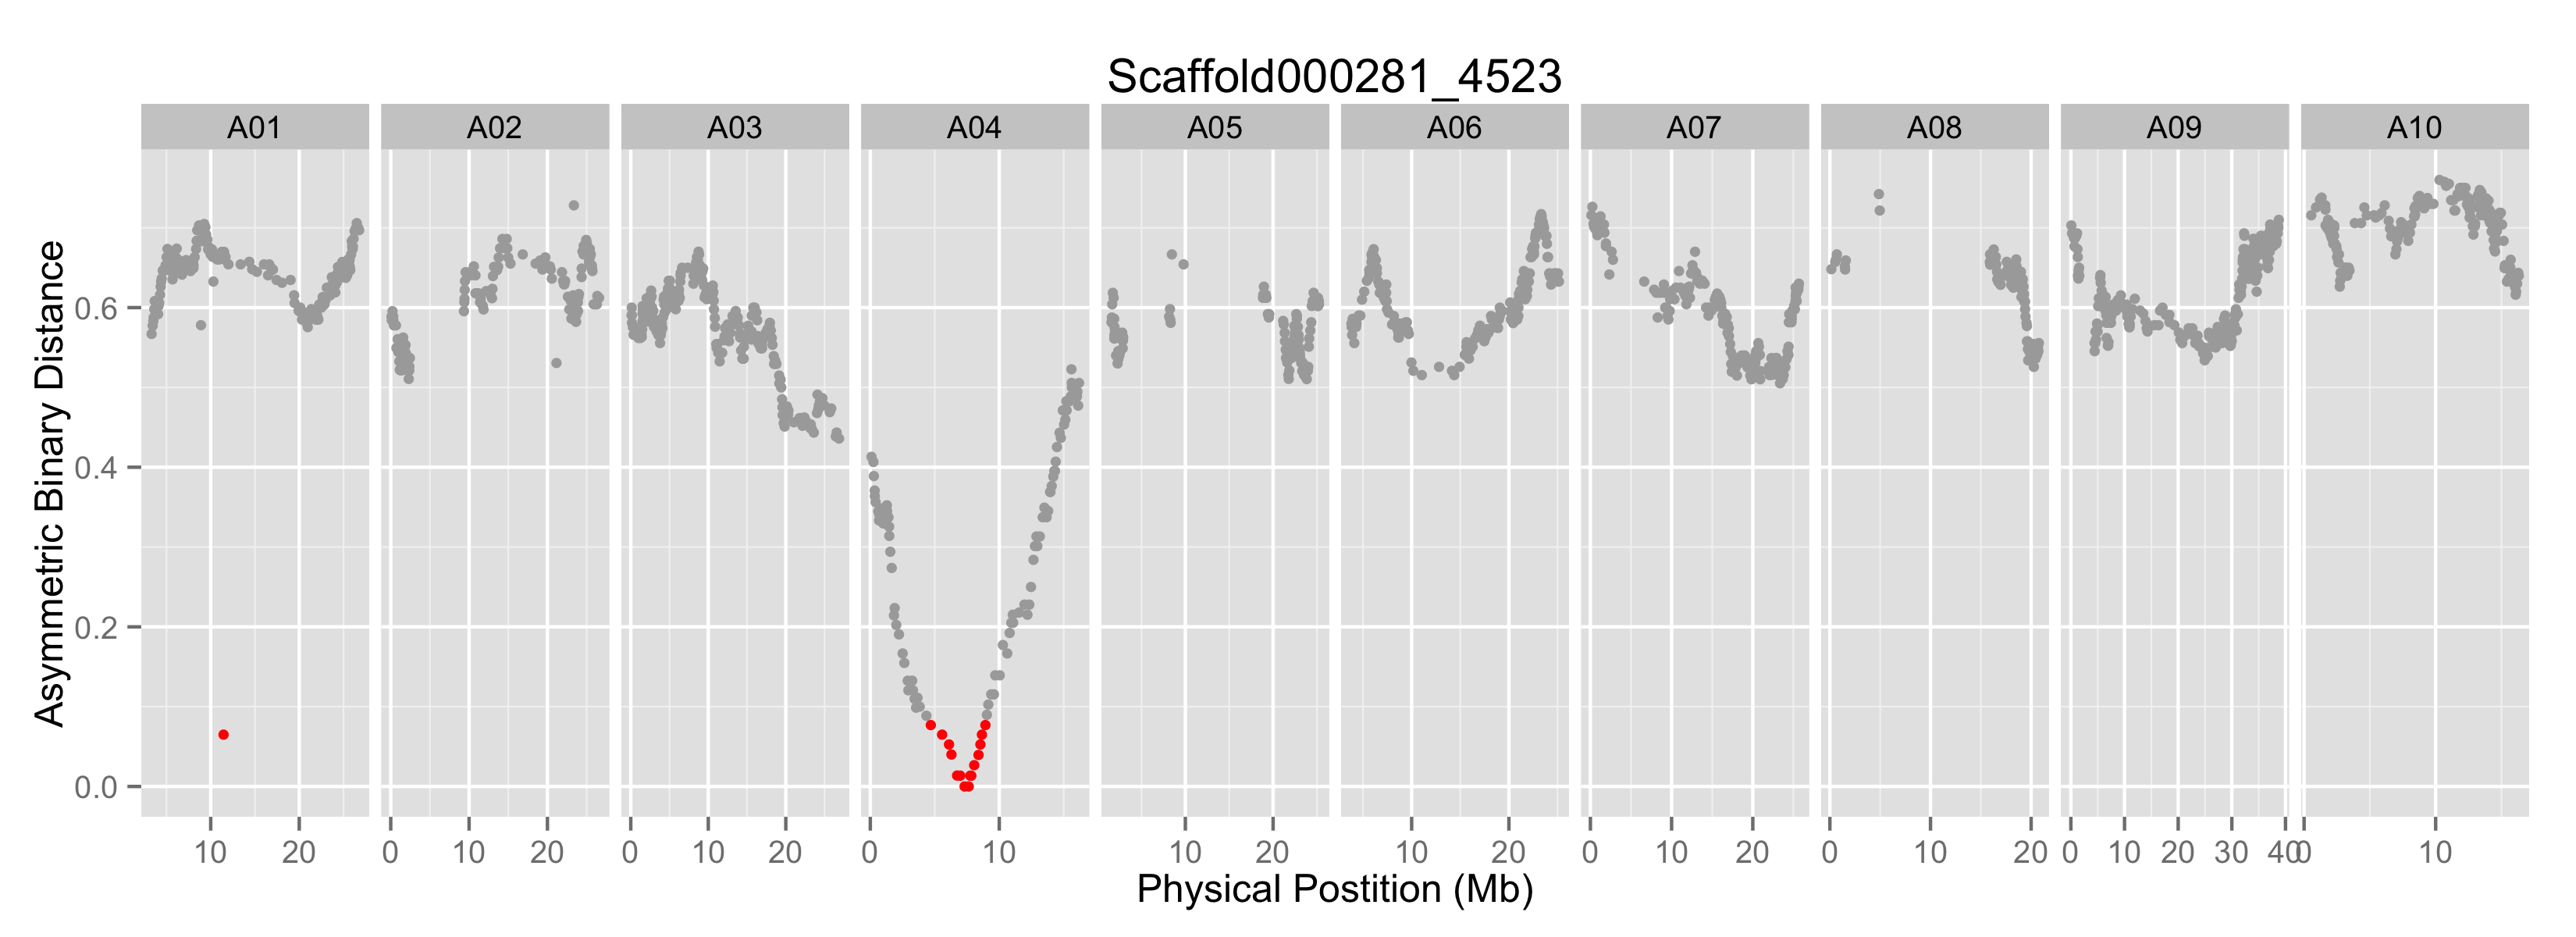 Scaffold000281_4523
A01 A02 A03 A04 A05 A06 A07 A08 A09 A10
Asymmetric Binary Distance
0.6
0.4
0.2
0.0
10 20 0 10 20 0 10 20 0 10 10 20 10 20 0 10 20 0 10 20 0 10 20 30 40 0 10
Physical Postition (Mb)